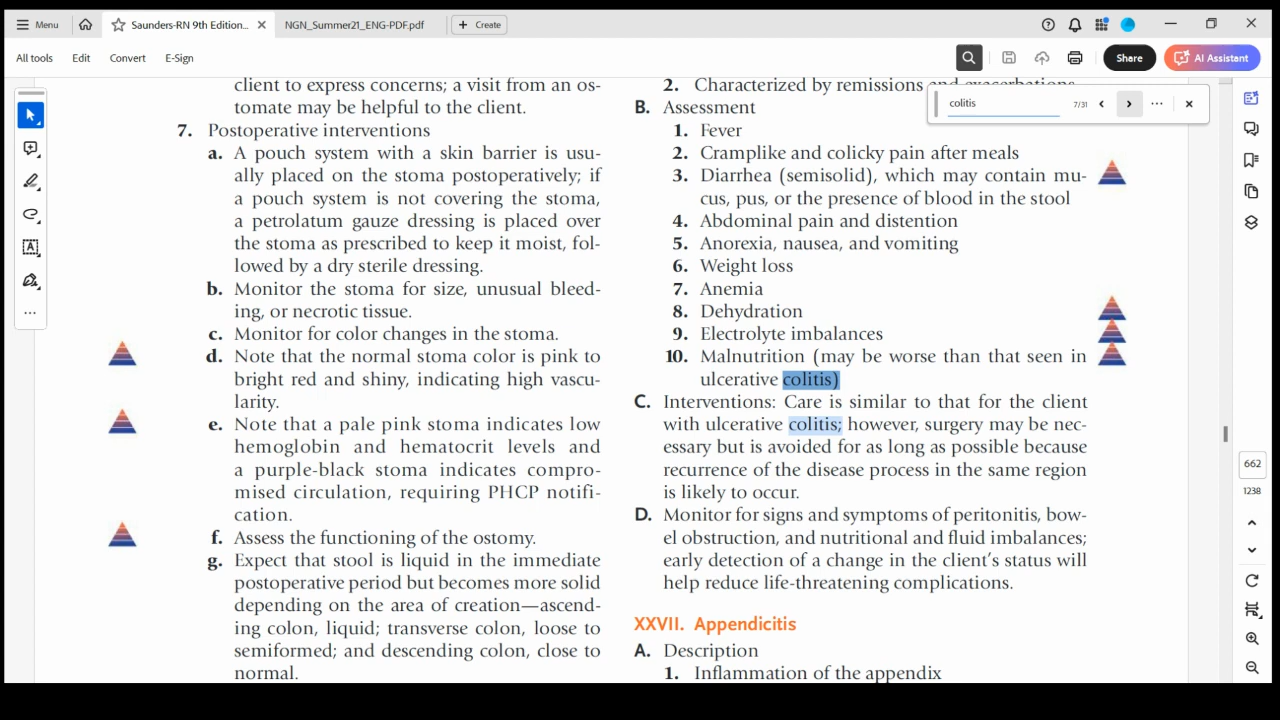 Menu
Saunders-RN 9th Edition...
NGN_Summer21_ENG-PDF.pdf
Create
All tools
Edit
Convert
E-Sign
Share
AI Assistant
colitis
7/31
client to express concerns; a visit from an os-
tomate may be helpful to the client.
7. Postoperative interventions
a. A pouch system with a skin barrier is usu-
ally placed on the stoma postoperatively; if
a pouch system is not covering the stoma,
a petrolatum gauze dressing is placed over
the stoma as prescribed to keep it moist, fol-
lowed by a dry sterile dressing.
b. Monitor the stoma for size, unusual bleed-
ing, or necrotic tissue.
c. Monitor for color changes in the stoma.
d. Note that the normal stoma color is pink to
bright red and shiny, indicating high vascu-
larity.
e. Note that a pale pink stoma indicates low
hemoglobin and hematocrit levels and
a purple-black stoma indicates compro-
mised circulation, requiring PHCP notifi-
cation.
f. Assess the functioning of the ostomy.
g. Expect that stool is liquid in the immediate
postoperative period but becomes more solid
depending on the area of creation—ascend-
ing colon, liquid; transverse colon, loose to
semiformed; and descending colon, close to
normal.
2. Characterized by remissions and exacerbations
B. Assessment
1. Fever
2. Cramplike and colicky pain after meals
3. Diarrhea (semisolid), which may contain mu-
cus, pus, or the presence of blood in the stool
4. Abdominal pain and distention
5. Anorexia, nausea, and vomiting
6. Weight loss
7. Anemia
8. Dehydration
9. Electrolyte imbalances
10. Malnutrition (may be worse than that seen in
ulcerative colitis)
C. Interventions: Care is similar to that for the client
with ulcerative colitis; however, surgery may be nec-
essary but is avoided for as long as possible because
recurrence of the disease process in the same region
is likely to occur.
D. Monitor for signs and symptoms of peritonitis, bow-
el obstruction, and nutritional and fluid imbalances;
early detection of a change in the client's status will
help reduce life-threatening complications.
XXVII. Appendicitis
A. Description
1. Inflammation of the appendix
662
1238